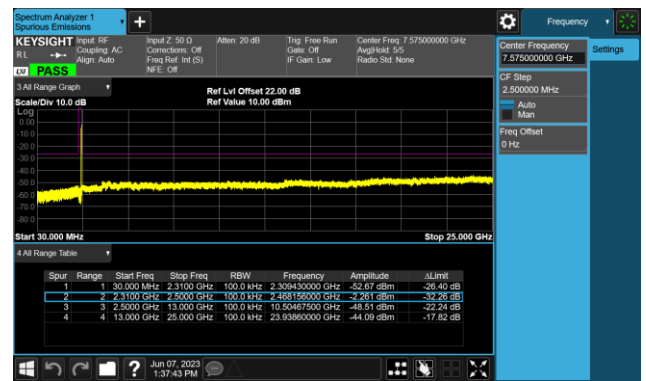 Spectrum Analyzer 1
Spurious Emissions
Frequency
KEYSIGHT
RL
LXI PASS
Input: RF
Coupling: AC
Align: Auto
Input Z: 50 Ω
Corrections: Off
Freq Ref: Int (S)
NFE: Off
Atten: 20 dB
Trig: Free Run
Gate: Off
IF Gain: Low
Center Freq: 7.575000000 GHz
Avg|Hold: 5/5
Radio Std: None
Center Frequency
7.575000000 GHz
Settings
CF Step
2.500000 MHz
Auto
Man
Freq Offset
0 Hz
3 All Range Graph
Scale/Div 10.0 dB
Ref Lvl Offset 22.00 dB
Ref Value 10.00 dBm
Log
0.00
-10.0
-20.0
-30.0
-40.0
-50.0
-60.0
-70.0
-80.0
Start 30.000 MHz
Stop 25.000 GHz
4 All Range Table
Spur Range Start Freq Stop Freq RBW Frequency Amplitude ΔLimit
1 1 30.000 MHz 2.3100 GHz 100.0 kHz 2.309430000 GHz -52.67 dBm -26.40 dB
2 2 2.3100 GHz 2.5000 GHz 100.0 kHz 2.468156000 GHz -2.261 dBm -32.26 dB
3 3 2.5000 GHz 13.000 GHz 100.0 kHz 10.50467500 GHz -48.51 dBm -22.24 dB
4 4 13.000 GHz 25.000 GHz 100.0 kHz 23.93860000 GHz -44.09 dBm -17.82 dB
Jun 07, 2023
1:37:43 PM